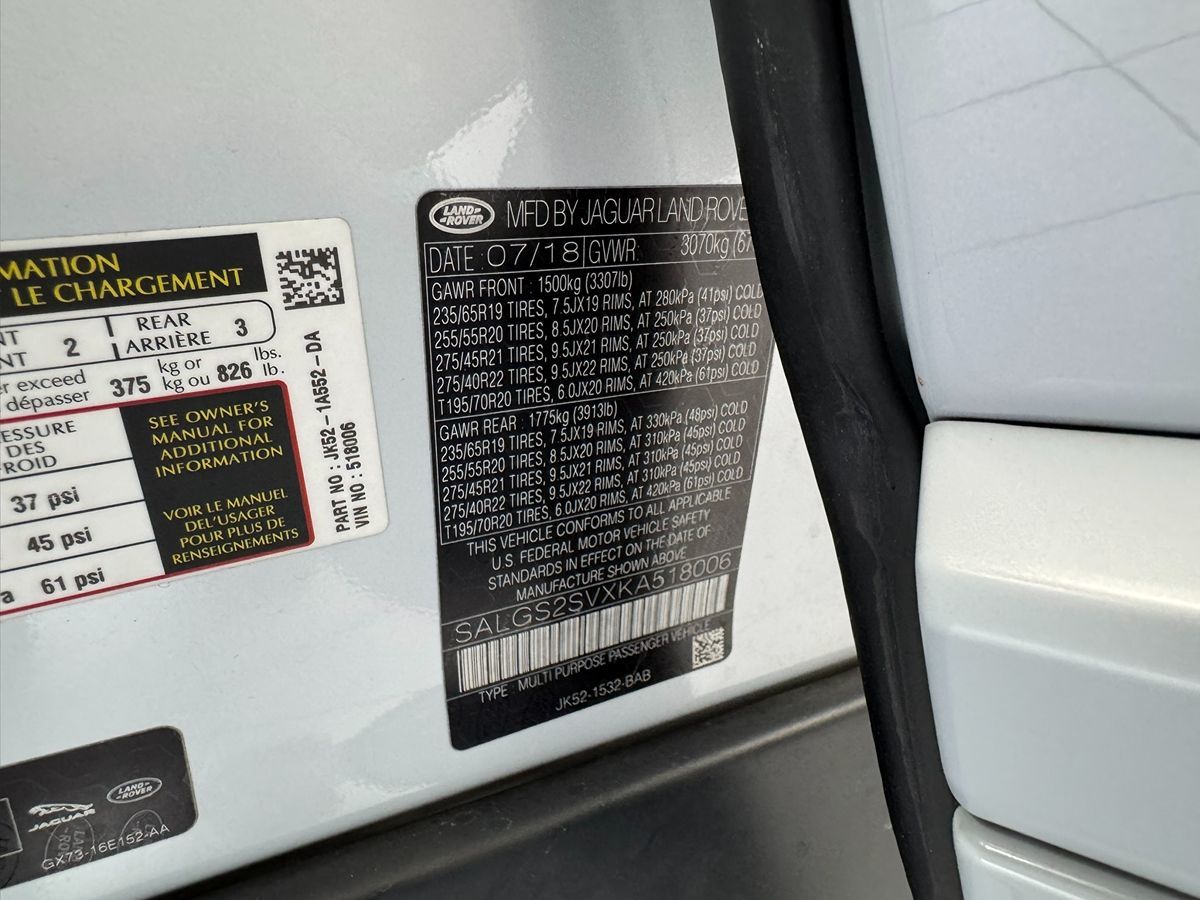 MATION
LE CHARGEMENT
NT 2 REAR 3
NT ARRIÈRE
er exceed 375 kg or 826 lbs.
dépasser kg ou lb.
ESSURE
DES
ROID
37 psi
45 psi
a 61 psi
SEE OWNER'S
MANUAL FOR
ADDITIONAL
INFORMATION
VOIR LE MANUEL
DEL'USAGER
POUR PLUS DE
RENSEIGNEMENTS
PART NO : JK52-1A552-DA
VIN NO : 518006
LAND-ROVER MFD BY JAGUAR LAND ROVE
DATE : 07/18 GVWR 3070kg (67
GAWR FRONT : 1500kg (3307lb)
235/65R19 TIRES, 7.5JX19 RIMS, AT 280kPa (41psi) COLD
255/55R20 TIRES, 8.5JX20 RIMS, AT 250kPa (37psi) COLD
275/45R21 TIRES, 9.5JX21 RIMS, AT 250kPa (37psi) COLD
275/40R22 TIRES, 9.5JX22 RIMS, AT 250kPa (37psi) COLD
T195/70R20 TIRES, 6.0JX20 RIMS, AT 420kPa (61psi) COLD
GAWR REAR : 1775kg (3913lb)
235/65R19 TIRES, 7.5JX19 RIMS, AT 330kPa (48psi) COLD
255/55R20 TIRES, 8.5JX20 RIMS, AT 310kPa (45psi) COLD
275/45R21 TIRES, 9.5JX21 RIMS, AT 310kPa (45psi) COLD
275/40R22 TIRES, 9.5JX22 RIMS, AT 310kPa (45psi) COLD
T195/70R20 TIRES, 6.0JX20 RIMS, AT 420kPa (61psi) COLD
THIS VEHICLE CONFORMS TO ALL APPLICABLE
U.S. FEDERAL MOTOR VEHICLE SAFETY
STANDARDS IN EFFECT ON THE DATE OF
MANUFACTURE SHOWN ABOVE
SALGS2SVXKA518006
TYPE : MULTI PURPOSE PASSENGER VEHICLE
JK52-1532-BAB
JAGUAR LAND-ROVER
GX73-16E152-AA